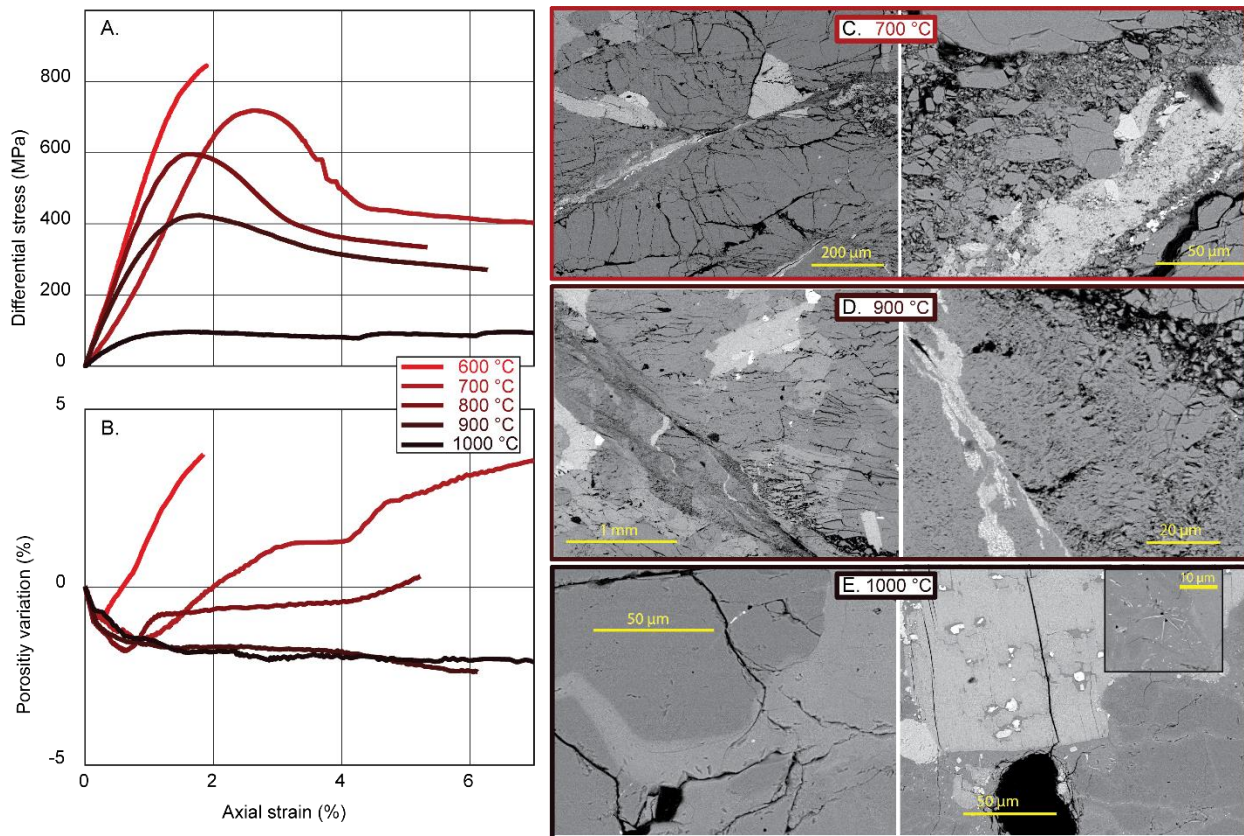 A.
800
600
400
200
0
Differential stress (MPa)
600 °C
700 °C
800 °C
900 °C
1000 °C
B.
5
0
-5
Porositiy variation (%)
0
2
4
6
Axial strain (%)
C. 700 °C
200 µm
50 µm
D. 900 °C
1 mm
20 µm
E. 1000 °C
50 µm
10 µm
50 µm